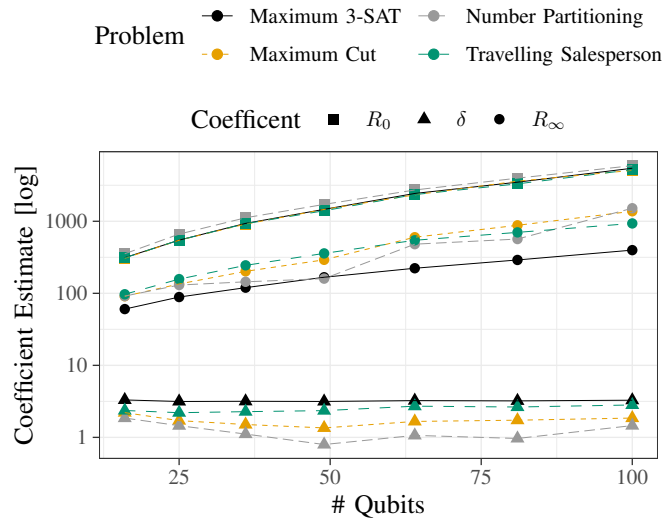 Problem
Maximum 3-SAT
Number Partitioning
Maximum Cut
Travelling Salesperson
Coefficent
R₀
δ
R∞
Coefficient Estimate [log]
1000
100
10
1
25
50
75
100
# Qubits